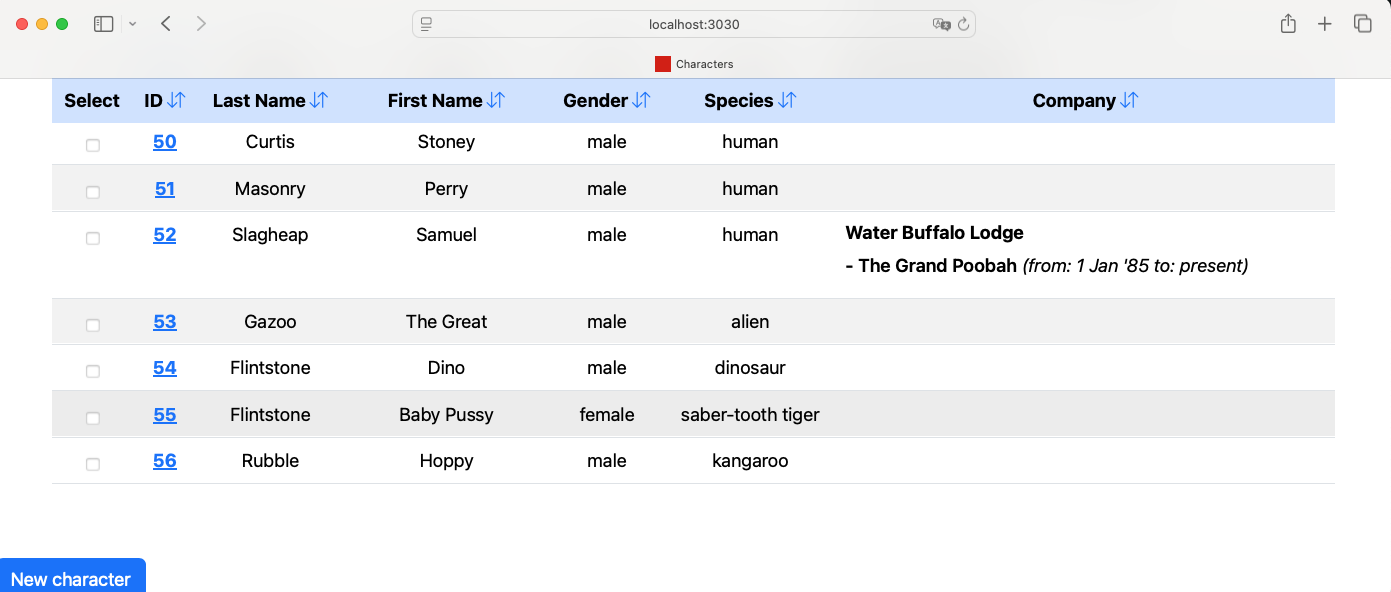 localhost:3030
Characters
Select ID Last Name First Name Gender Species Company
50 Curtis Stoney male human
51 Masonry Perry male human
52 Slagheap Samuel male human Water Buffalo Lodge
- The Grand Poobah (from: 1 Jan '85 to: present)
53 Gazoo The Great male alien
54 Flintstone Dino male dinosaur
55 Flintstone Baby Pussy female saber-tooth tiger
56 Rubble Hoppy male kangaroo
New character